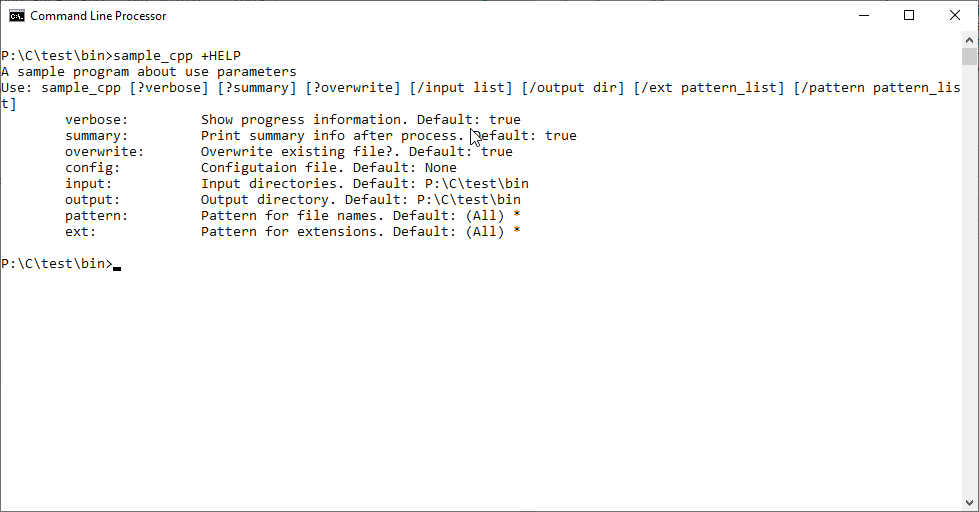 Command Line Processor
P:\C\test\bin>sample_cpp +HELP
A sample program about use parameters
Use: sample_cpp [?verbose] [?summary] [?overwrite] [/input list] [/output dir] [/ext pattern_list] [/pattern pattern_lis
t]
verbose: Show progress information. Default: true
summary: Print summary info after process. Default: true
overwrite: Overwrite existing file?. Default: true
config: Configutaion file. Default: None
input: Input directories. Default: P:\C\test\bin
output: Output directory. Default: P:\C\test\bin
pattern: Pattern for file names. Default: (All) *
ext: Pattern for extensions. Default: (All) *
P:\C\test\bin>